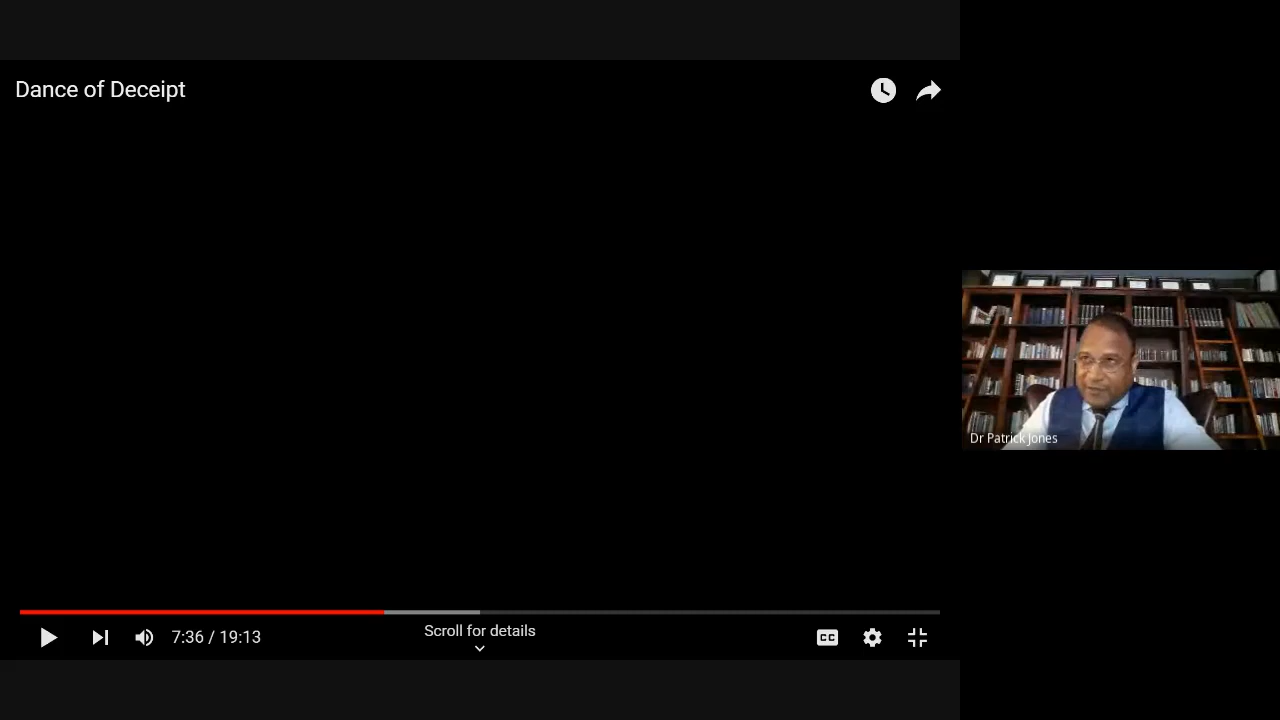 Dance of Deceipt
7:36 / 19:13
Scroll for details
CC
Dr Patrick Jones